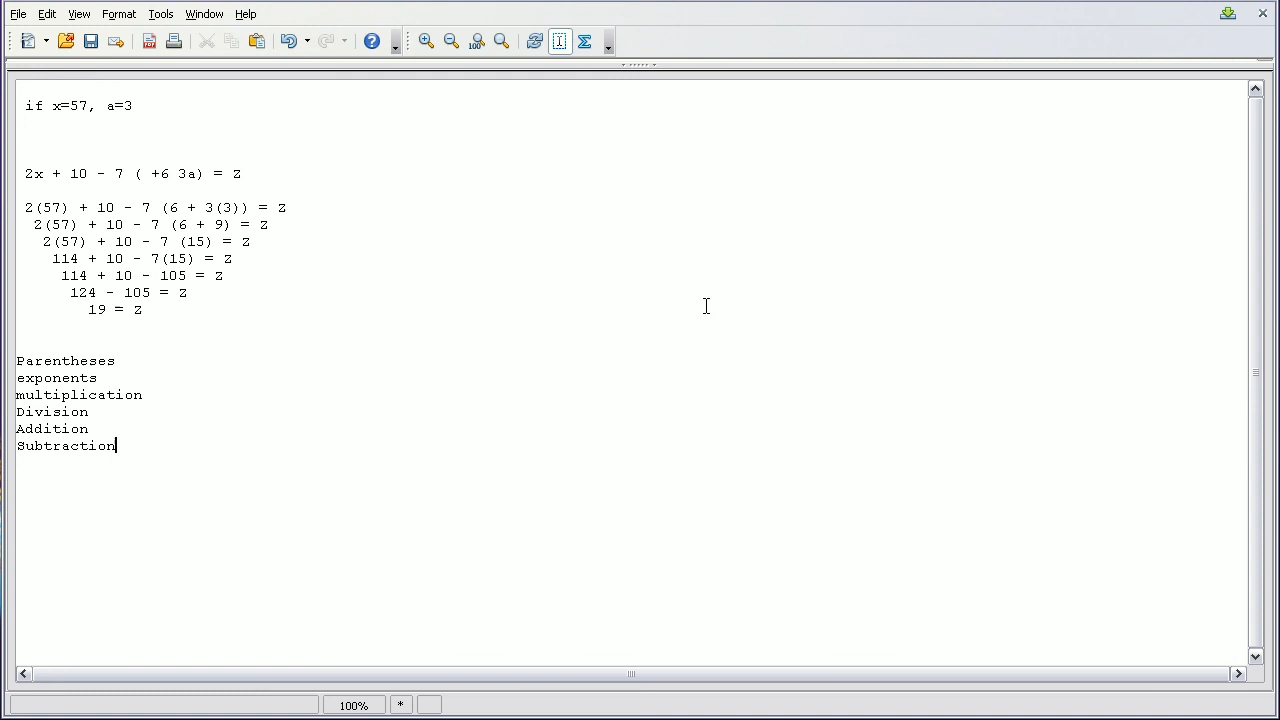 File Edit View Format Tools Window Help
100
if x=57, a=3
2x + 10 - 7 ( +6 3a) = Z
2(57) + 10 - 7 (6 + 3(3)) = Z
2(57) + 10 - 7 (6 + 9) = Z
2(57) + 10 - 7 (15) = Z
114 + 10 - 7(15) = Z
114 + 10 - 105 = Z
124 - 105 = Z
19 = Z
Parentheses
exponents
multiplication
Division
Addition
Subtraction
100% *